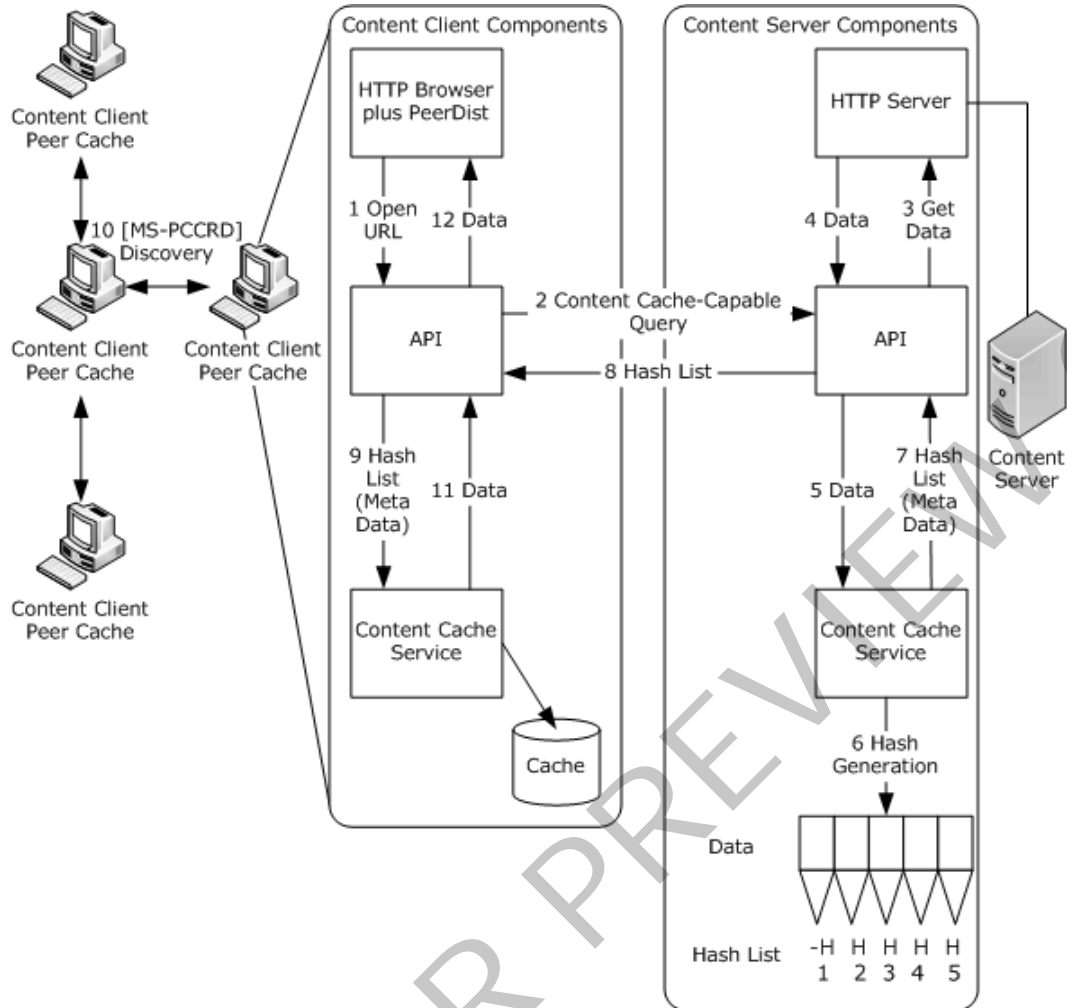 Content Client Components
Content Server Components
Content Client
Peer Cache
HTTP Browser
plus PeerDist
HTTP Server
1 Open
URL
12 Data
4 Data
3 Get
Data
10 [MS-PCCRD]
Discovery
Content Client
Peer Cache
Content Client
Peer Cache
API
2 Content Cache-Capable
Query
8 Hash List
API
Content
Server
9 Hash
List
(Meta
Data)
11 Data
5 Data
7 Hash
List
(Meta
Data)
Content Client
Peer Cache
Content Cache
Service
Cache
Content Cache
Service
6 Hash
Generation
Data
Hash List
-H H H H H
1 2 3 4 5
R PREVIEW